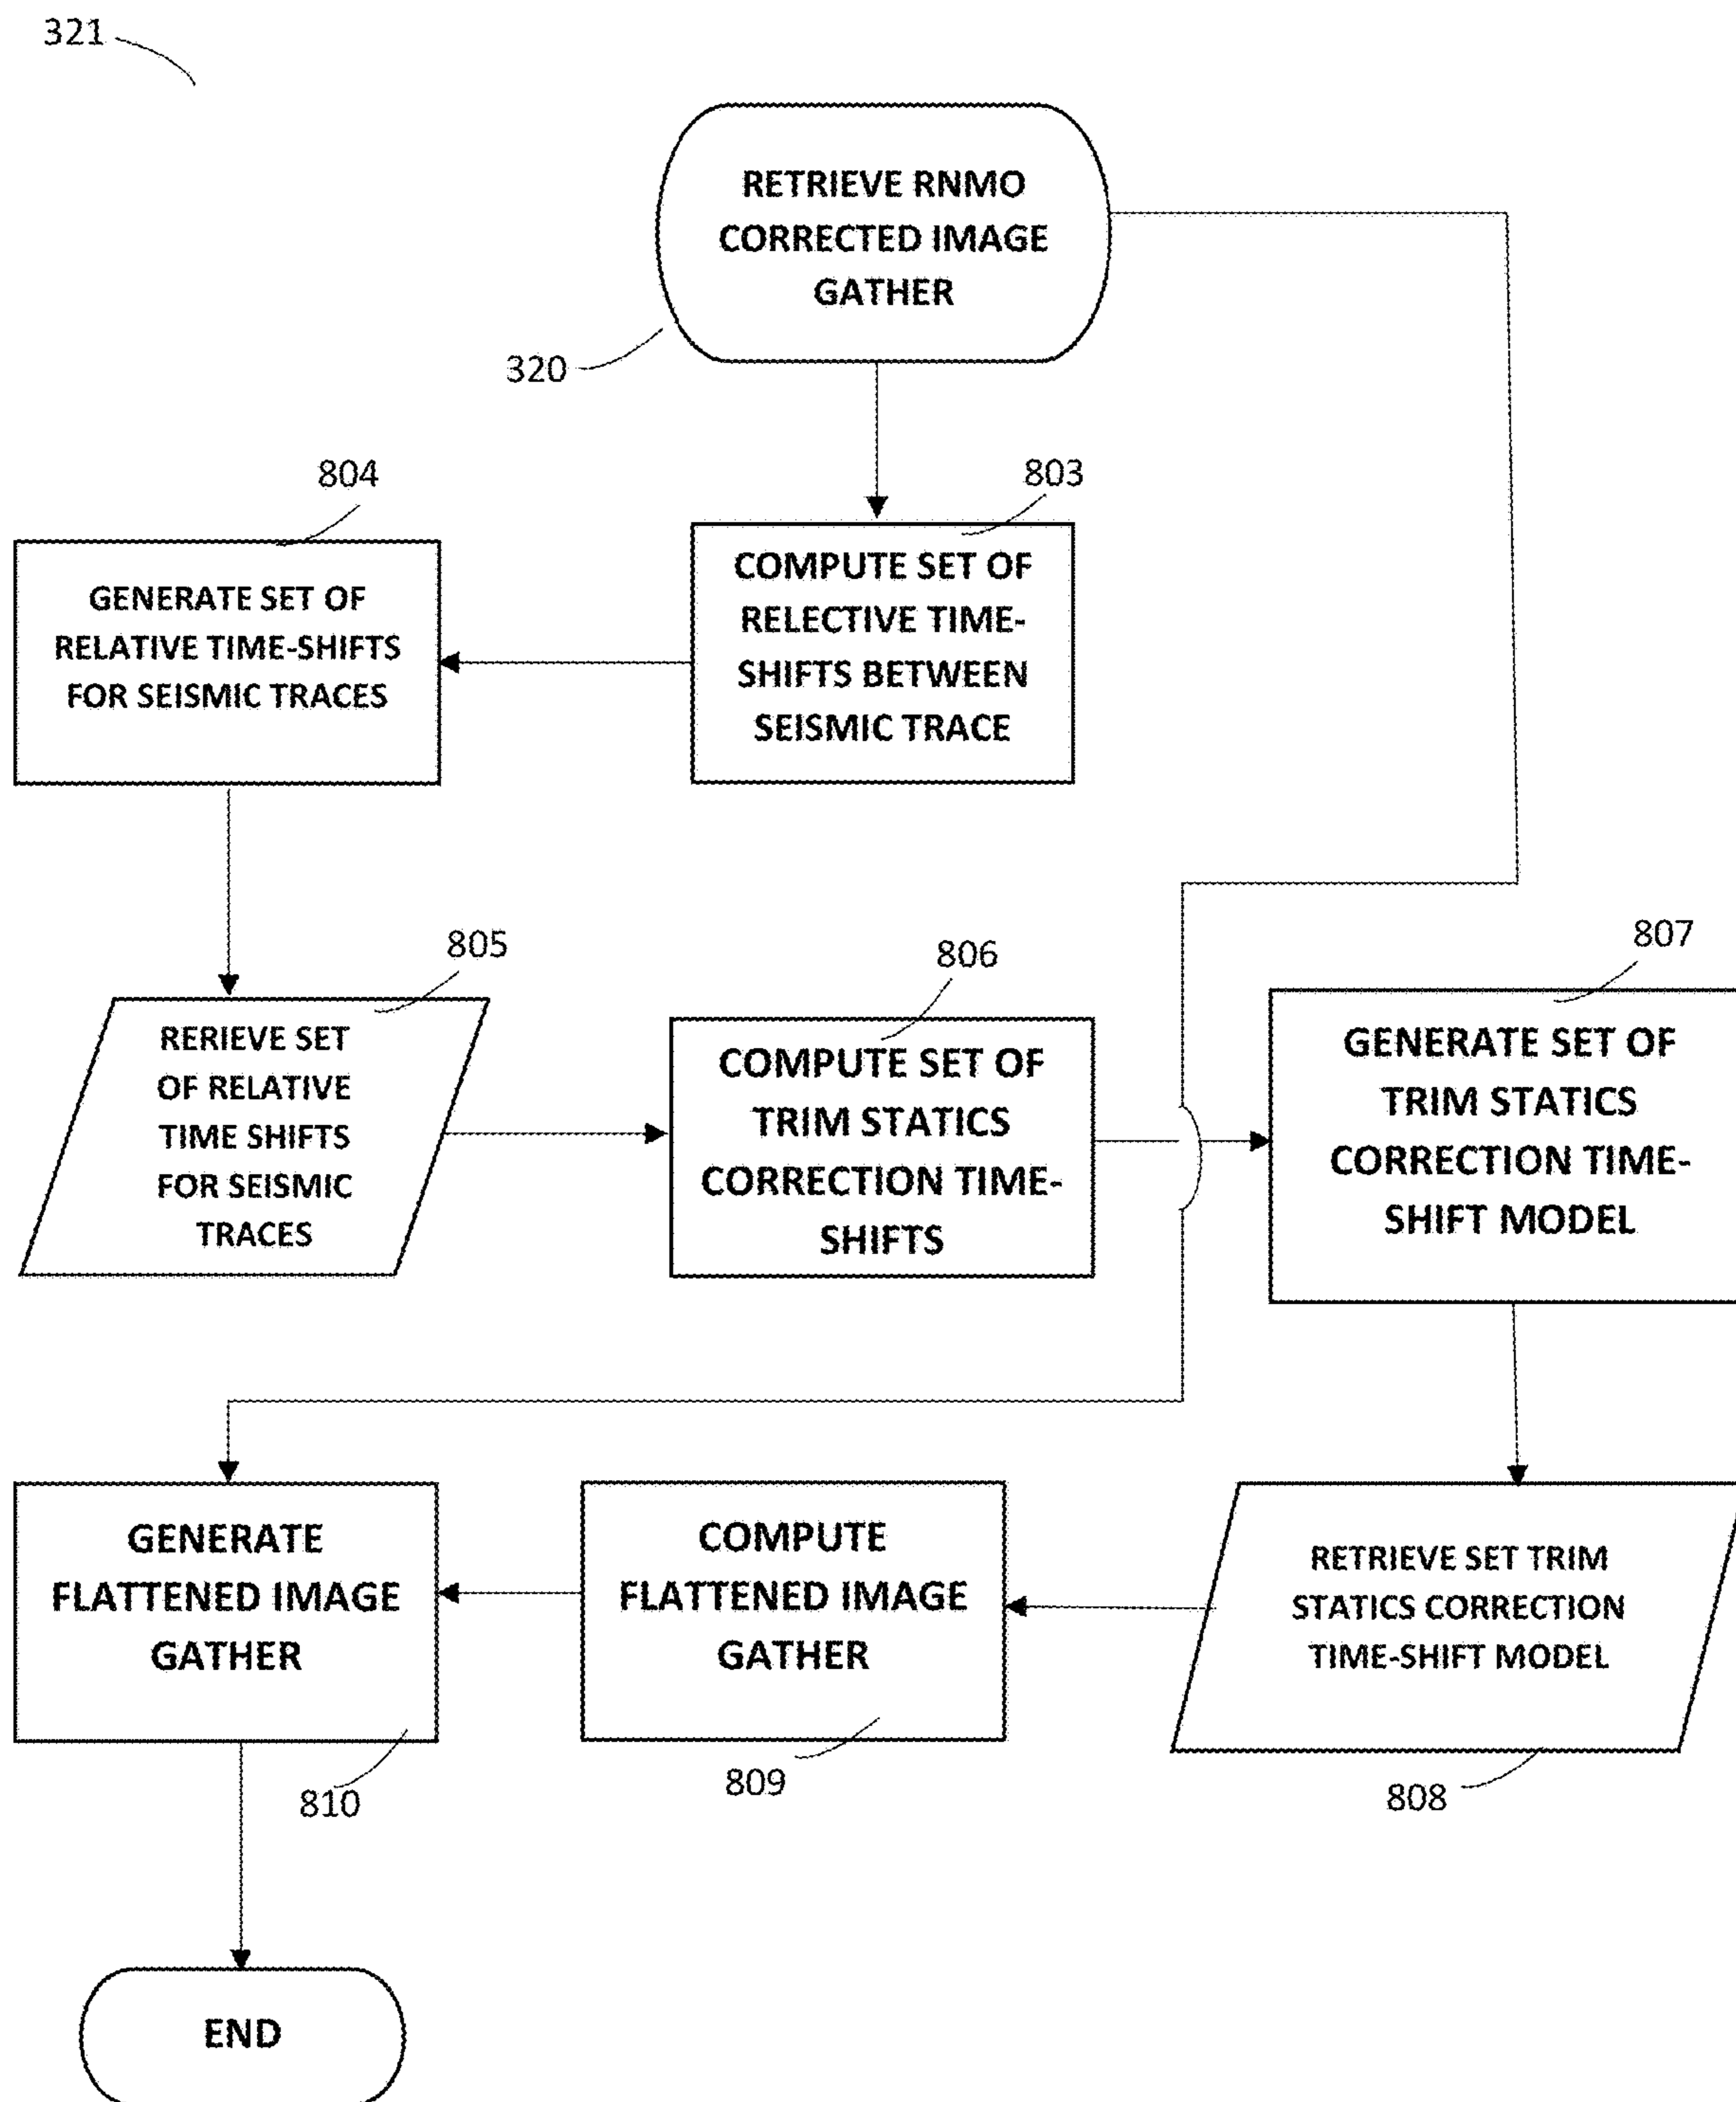 321
RETRIEVE RNMO
CORRECTED IMAGE
GATHER
320
804
803
GENERATE SET OF
RELATIVE TIME-SHIFTS
FOR SEISMIC TRACES
COMPUTE SET OF
RELECTIVE TIME-
SHIFTS BETWEEN
SEISMIC TRACE
805
806
807
RERIEVE SET
OF RELATIVE
TIME SHIFTS
FOR SEISMIC
TRACES
COMPUTE SET OF
TRIM STATICS
CORRECTION TIME-
SHIFTS
GENERATE SET OF
TRIM STATICS
CORRECTION TIME-
SHIFT MODEL
GENERATE
FLATTENED IMAGE
GATHER
COMPUTE
FLATTENED IMAGE
GATHER
RETRIEVE SET TRIM
STATICS CORRECTION
TIME-SHIFT MODEL
810
809
808
END